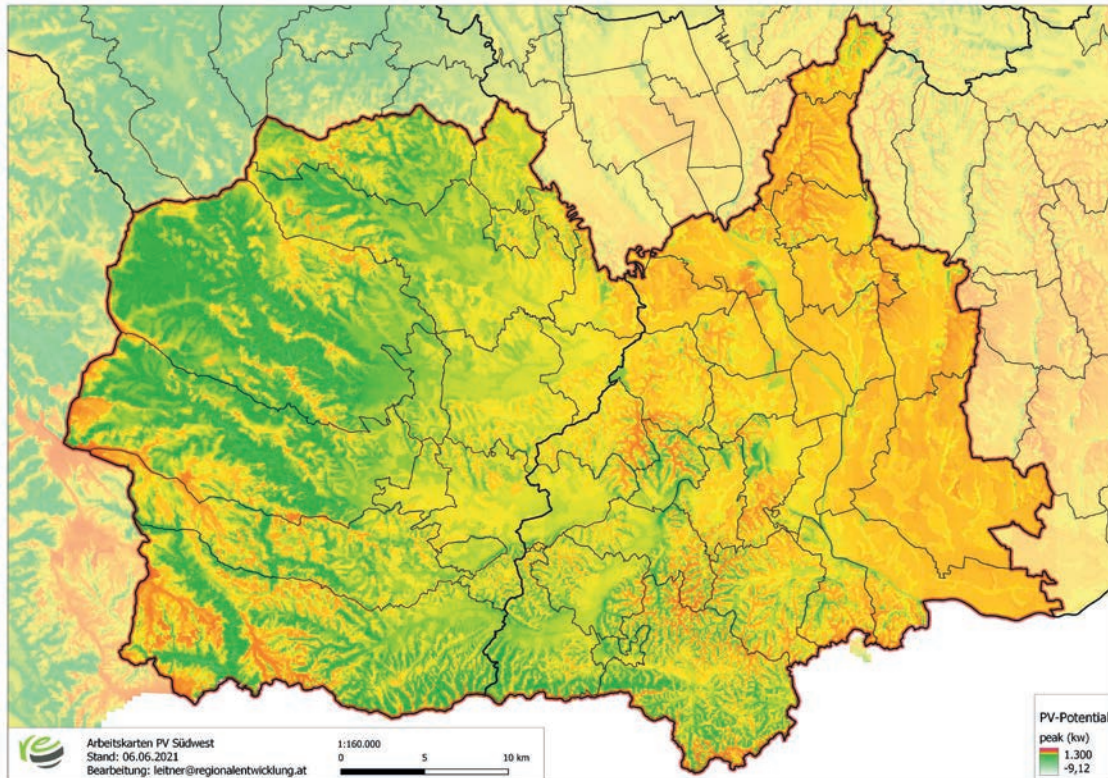 re
Arbeitskarten PV Südwest
Stand: 06.06.2021
Bearbeitung: leitner@regionalentwicklung.at
1:160.000
0 5 10 km
PV-Potential
peak (kw)
1.300
-9,12